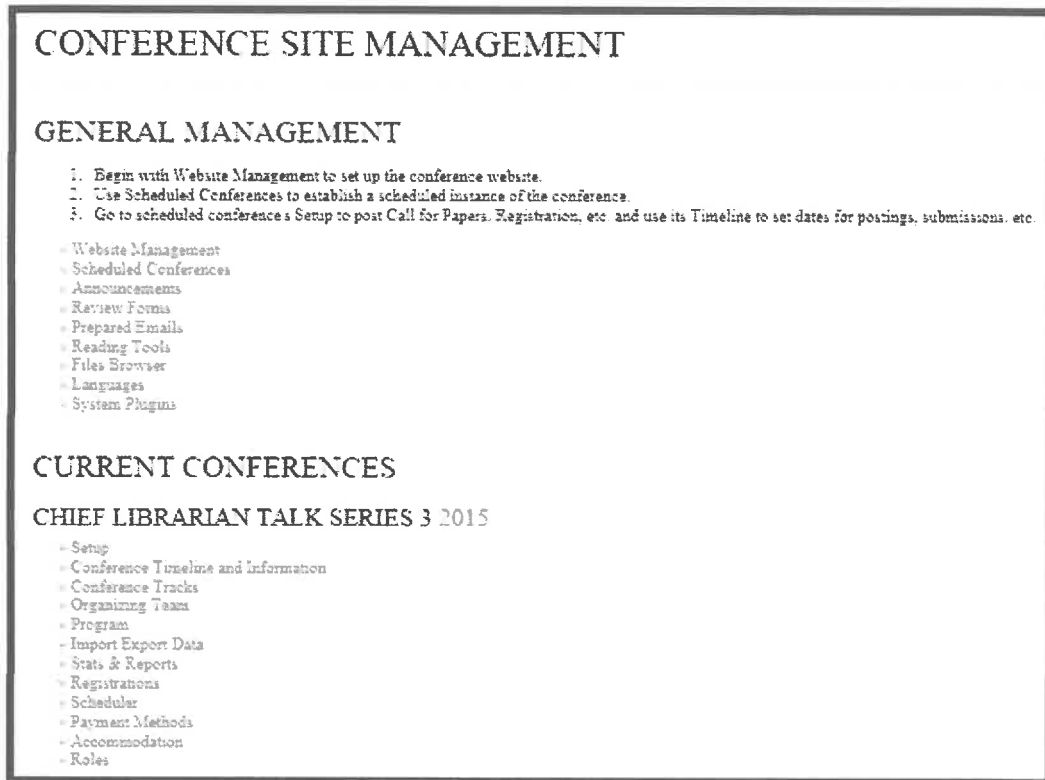 CONFERENCE SITE MANAGEMENT
GENERAL MANAGEMENT
1. Begin with Website Management to set up the conference website.
2. Use Scheduled Conferences to establish a scheduled instance of the conference.
3. Go to scheduled conference's Setup to post Call for Papers, Registration, etc. and use its Timeline to set dates for postings, submissions, etc.
- Website Management
- Scheduled Conferences
- Announcements
- Review Forms
- Prepared Emails
- Reading Tools
- Files Browser
- Languages
- System Plugins
CURRENT CONFERENCES
CHIEF LIBRARIAN TALK SERIES 3 2015
- Setup
- Conference Timeline and Information
- Conference Tracks
- Organizing Team
- Program
- Import Export Data
- Stats & Reports
- Registrations
- Scheduler
- Payment Methods
- Accommodation
- Roles